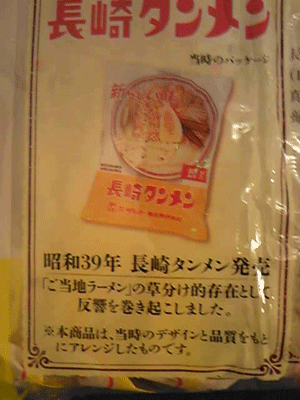 長崎タンメン
当時のパッケージ
長崎タンメン
昭和39年 長崎タンメン発売
「ご当地ラーメン」の草分け的存在として
反響を巻き起こしました。
※本商品は、当時のデザインと品質をもと
にアレンジしたものです。